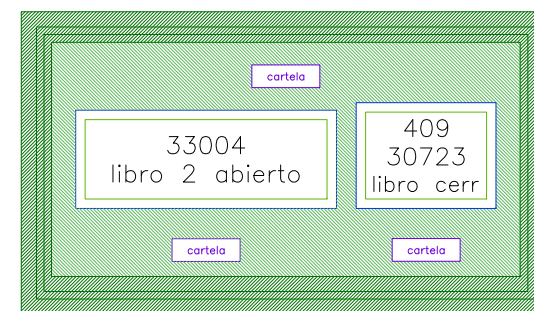 cartela
33004
libro 2 abierto
409
30723
libro cerr
cartela
cartela